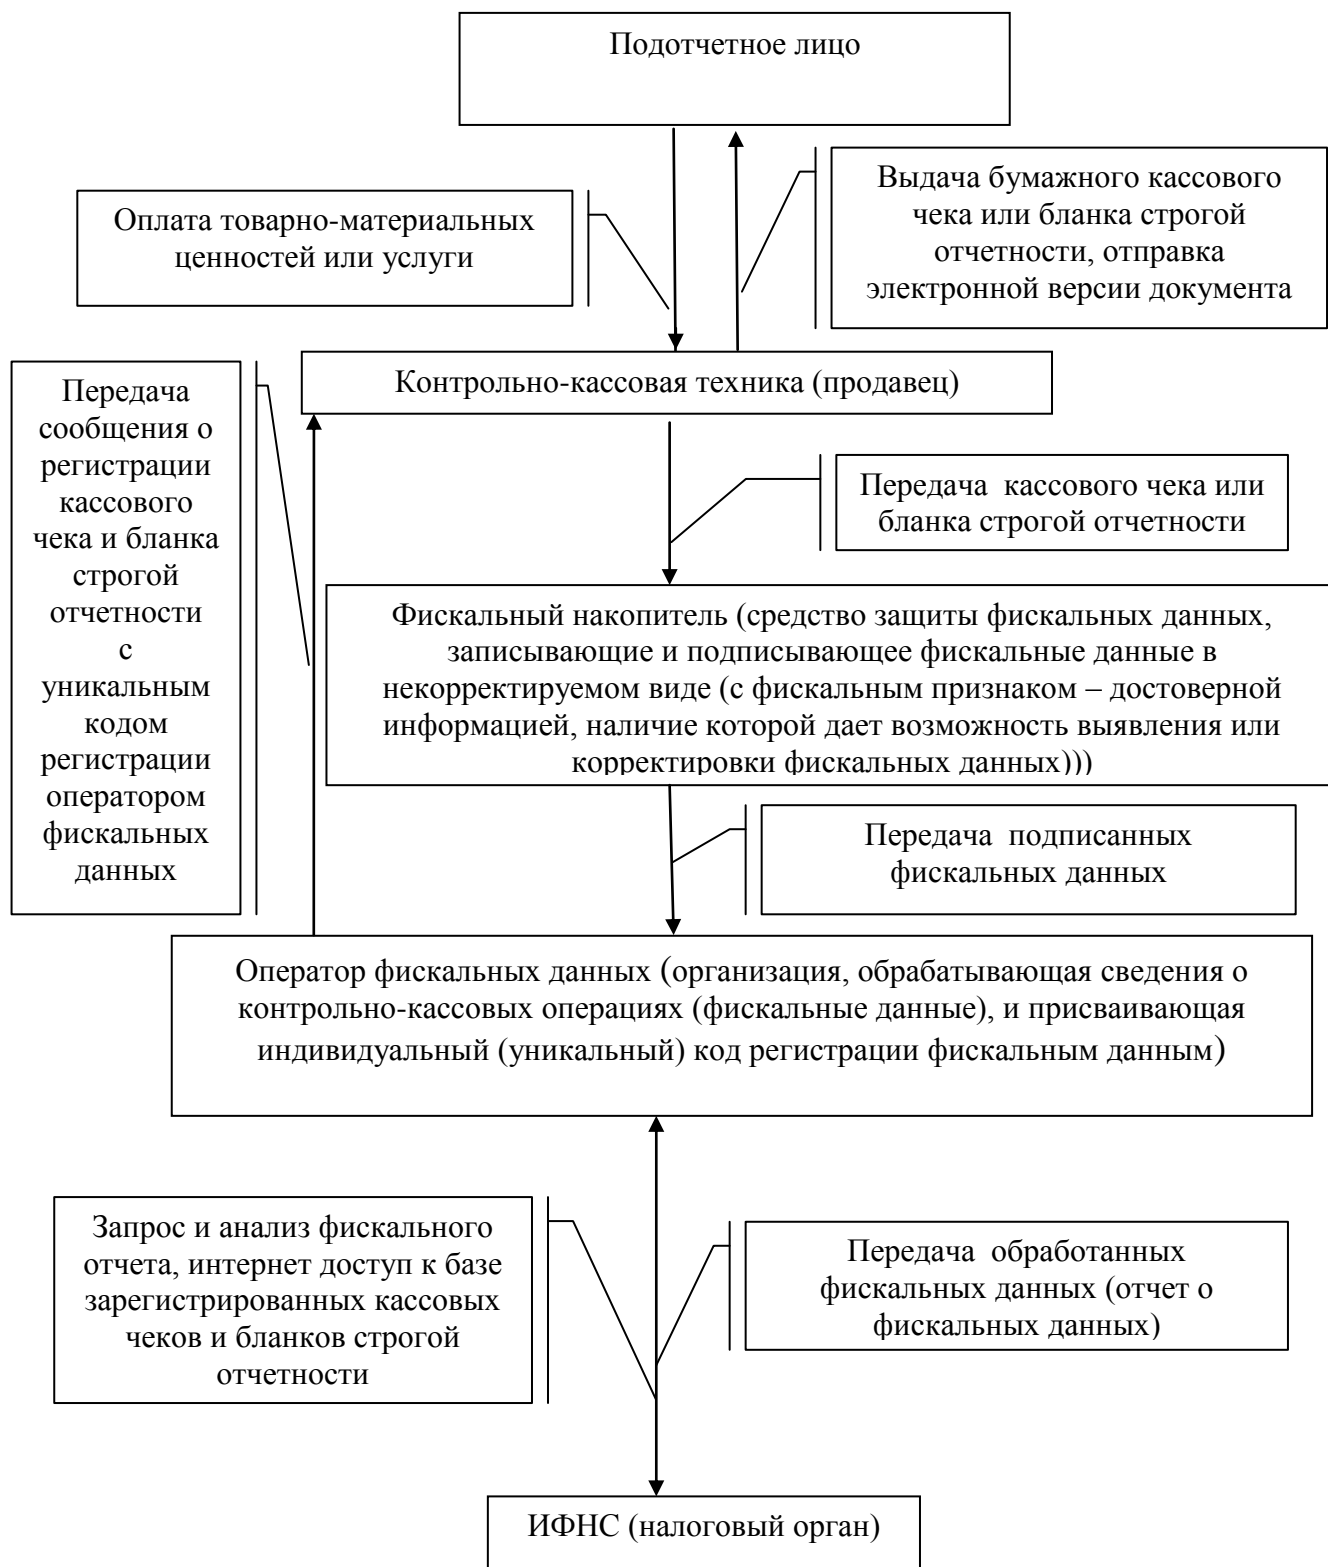 Подотчетное лицо
Оплата товарно-материальных
ценностей или услуги
Выдача бумажного кассового
чека или бланка строгой
отчетности, отправка
электронной версии документа
Контрольно-кассовая техника (продавец)
Передача
сообщения о
регистрации
кассового
чека и бланка
строгой
отчетности
с
уникальным
кодом
регистрации
оператором
фискальных
данных
Передача кассового чека или
бланка строгой отчетности
Фискальный накопитель (средство защиты фискальных данных,
записывающие и подписывающее фискальные данные в
некорректируемом виде (с фискальным признаком – достоверной
информацией, наличие которой дает возможность выявления или
корректировки фискальных данных)))
Передача подписанных
фискальных данных
Оператор фискальных данных (организация, обрабатывающая сведения о
контрольно-кассовых операциях (фискальные данные), и присваивающая
индивидуальный (уникальный) код регистрации фискальным данным)
Запрос и анализ фискального
отчета, интернет доступ к базе
зарегистрированных кассовых
чеков и бланков строгой
отчетности
Передача обработанных
фискальных данных (отчет о
фискальных данных)
ИФНС (налоговый орган)